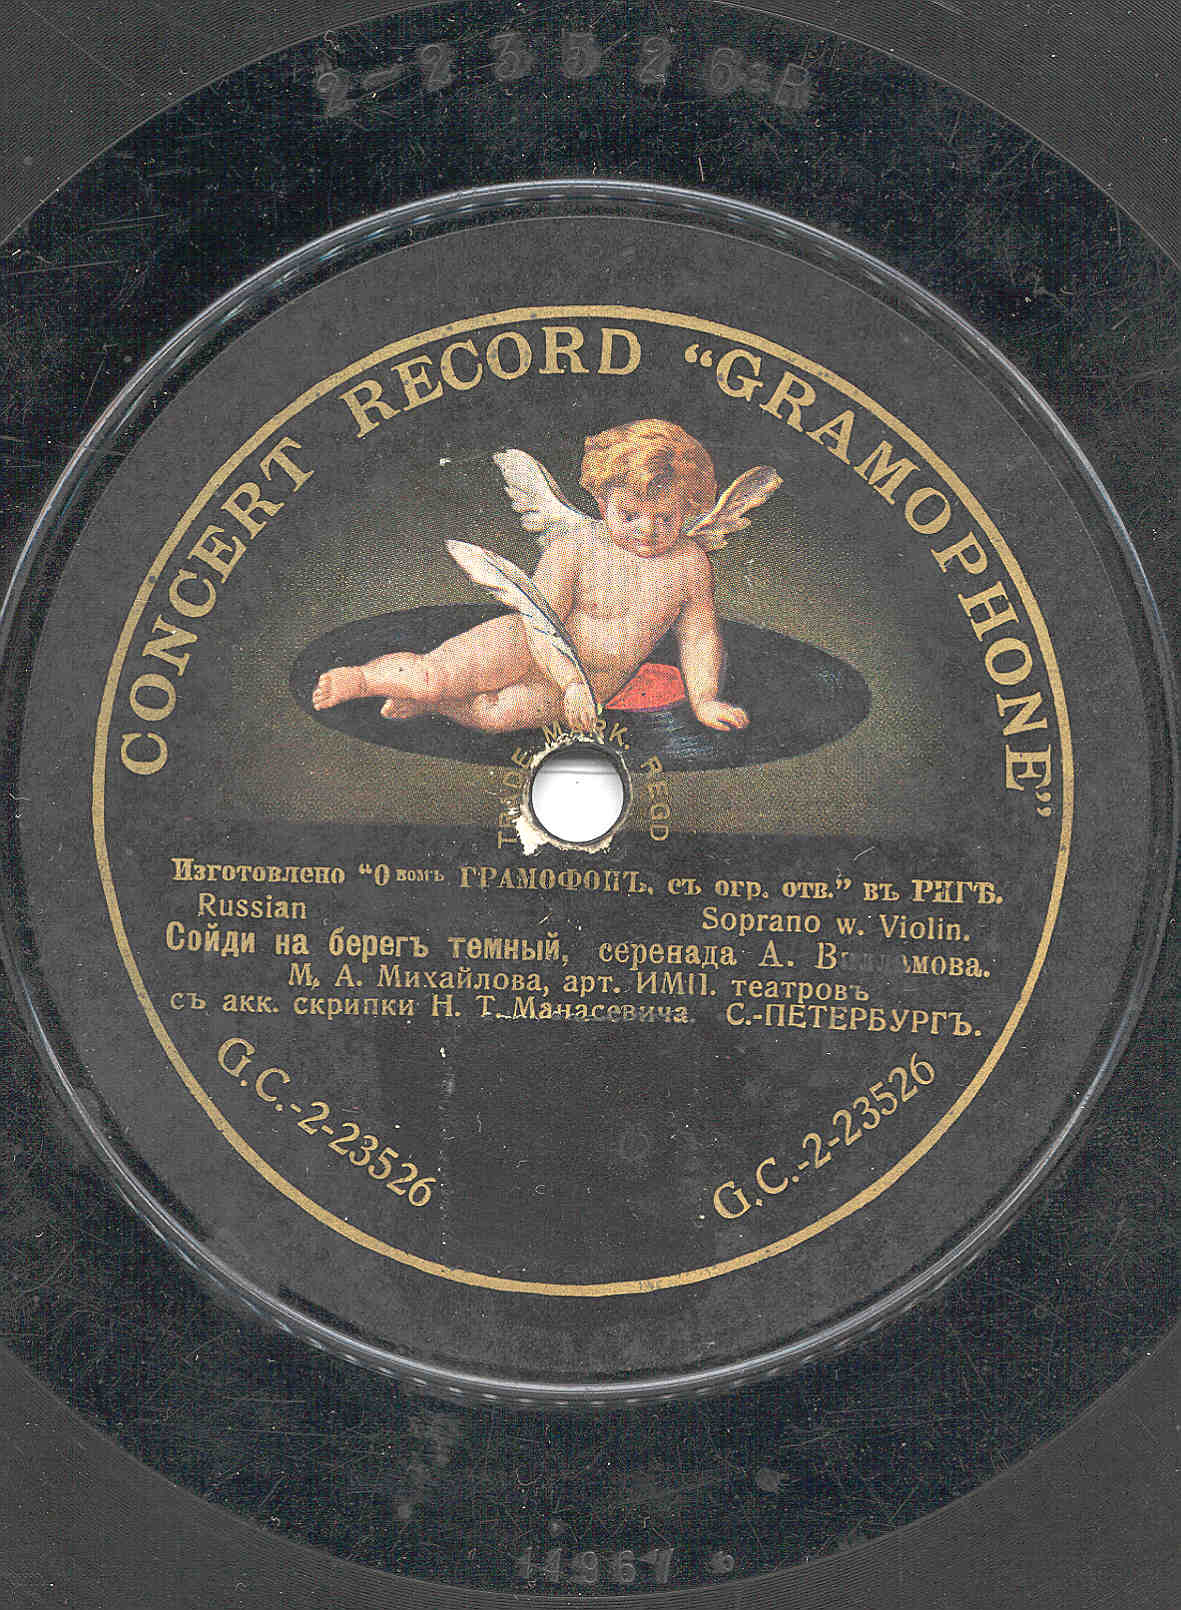 2-23526=R
CONCERT RECORD “GRAMOPHONE”
TRADE MARK. REGD
Изготовлено “О вомъ ГРАМОФОНЪ. съ огр. отв.” въ РИГѢ.
Russian Soprano w. Violin.
Сойди на берегъ темный, серенада А.
М. А. Михайлова, арт. ИМП. театровъ
съ акк. скрипки Н. Т. Манасевича. С.-ПЕТЕРБУРГЪ.
G.C.-2-23526 G.C.-2-23526